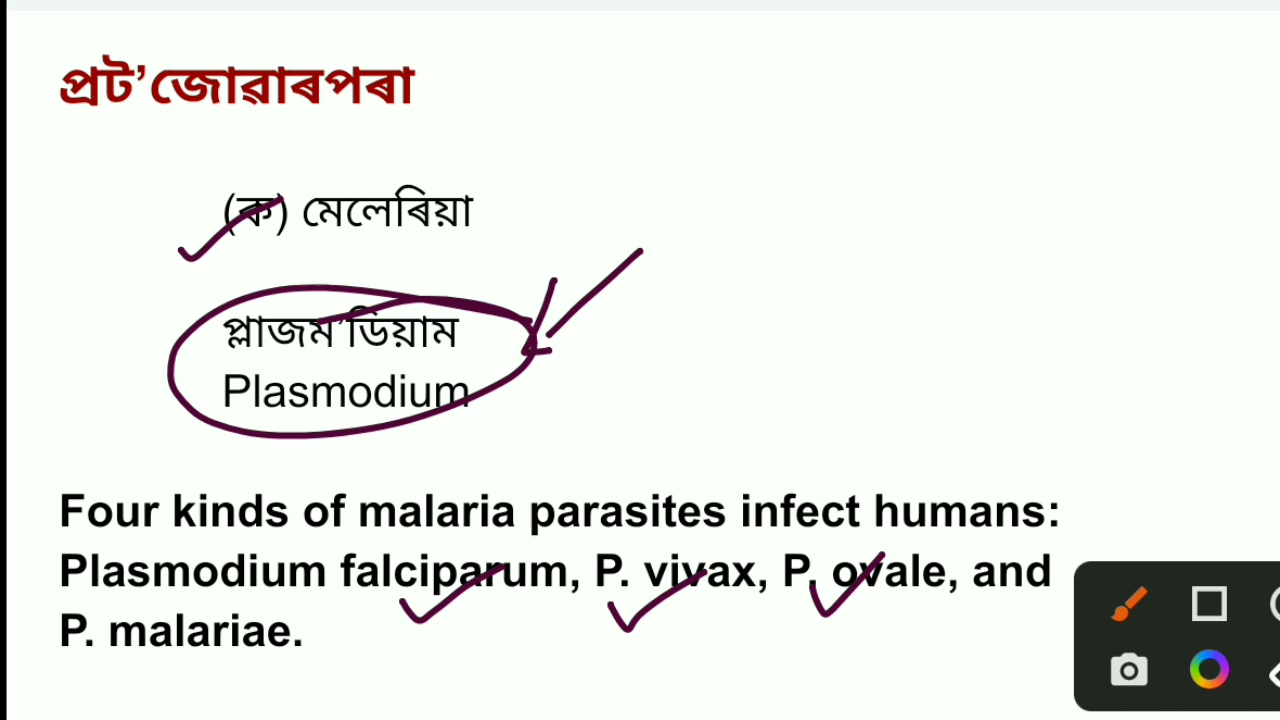 প্ৰট’জোৱাৰপৰা
(ক) মেলেৰিয়া
প্লাজম’ডিয়াম
Plasmodium
Four kinds of malaria parasites infect humans:
Plasmodium falciparum, P. vivax, P. ovale, and
P. malariae.